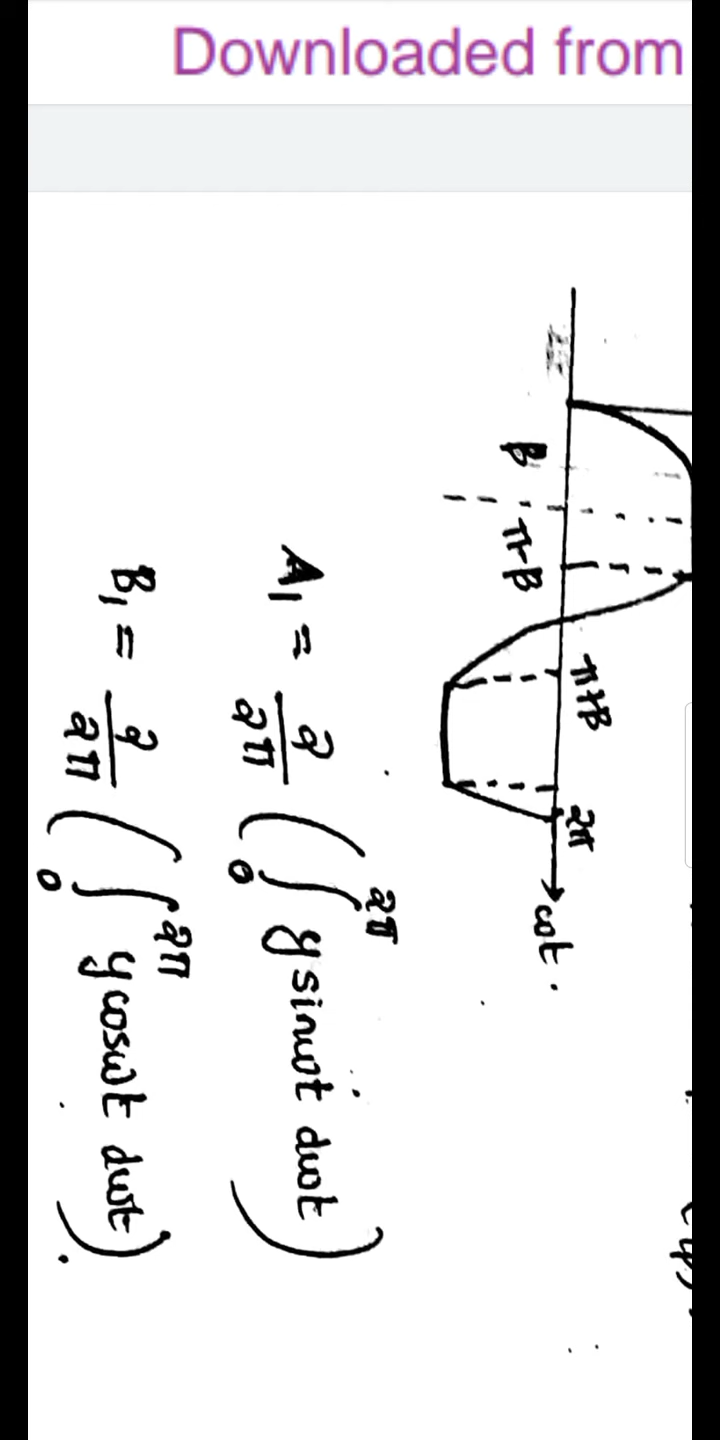 Downloaded from
β
π-β
π+β
2π
ωt.
A₁ = 2/2π ( ∫₀^2π y sinωt dωt )
B₁ = 2/2π ( ∫₀^2π y cosωt dωt ).